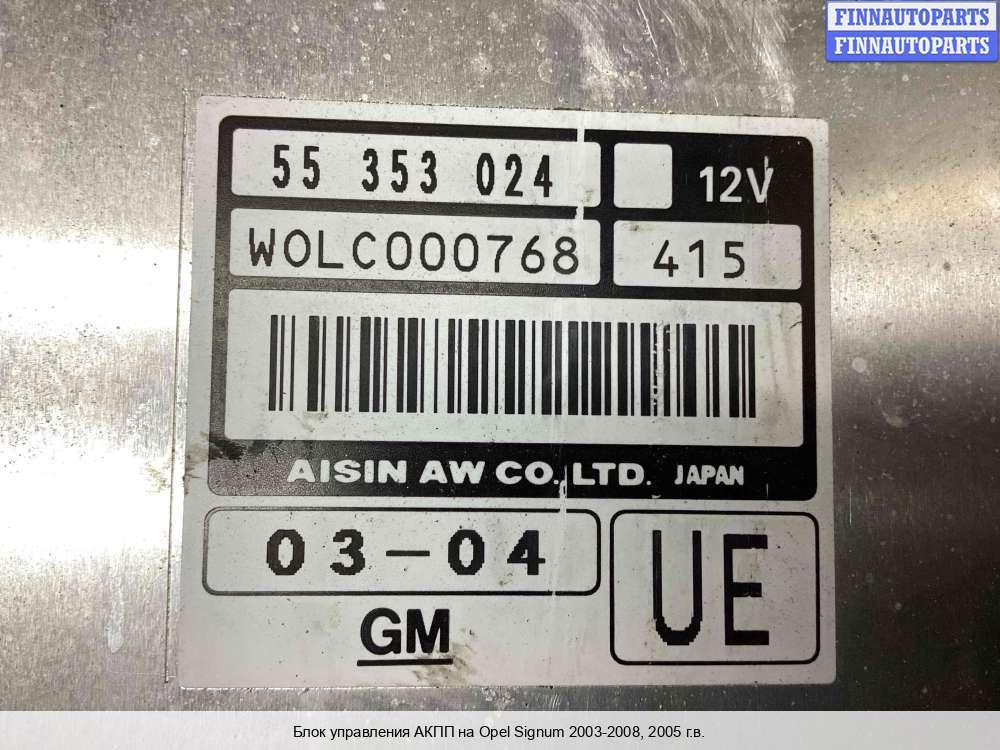 FINNAUTOPARTS
FINNAUTOPARTS
55 353 024 12V
WOLC000768 415
AISIN AW CO., LTD. JAPAN
03-04
UE
GM
Блок управления АКПП на Opel Signum 2003-2008, 2005 г.в.